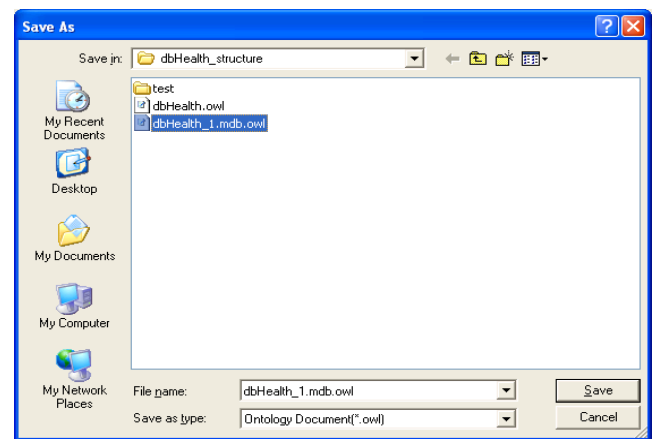 Save As
Save in: dbHealth_structure
test
dbHealth.owl
dbHealth_1.mdb.owl
My Recent
Documents
Desktop
My Documents
My Computer
My Network
Places
File name: dbHealth_1.mdb.owl Save
Save as type: Ontology Document(*.owl) Cancel